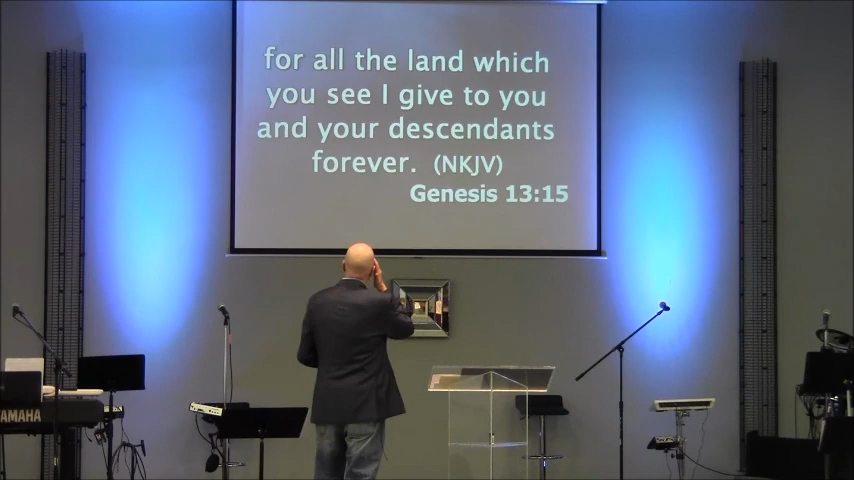 for all the land which
you see I give to you
and your descendants
forever. (NKJV)
Genesis 13:15
YAMAHA